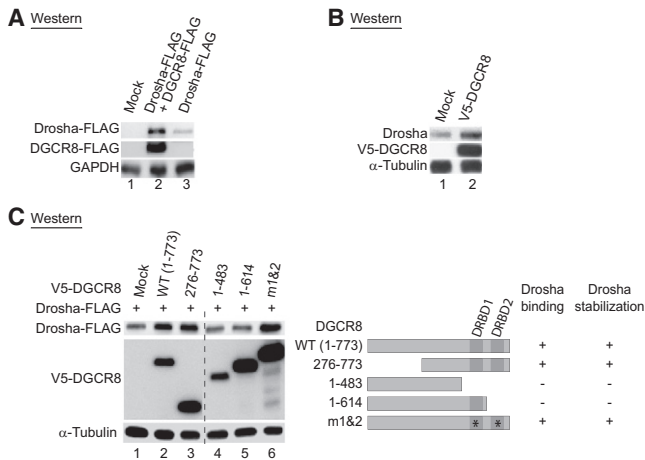 A Western
Mock
Drosha-FLAG
+ DGCR8-FLAG
Drosha-FLAG
Drosha-FLAG
DGCR8-FLAG
GAPDH
1 2 3
B Western
Mock
V5-DGCR8
Drosha
V5-DGCR8
α-Tubulin
1 2
C Western
V5-DGCR8 Mock WT (1-773) 276-773 1-483 1-614 m1&2
Drosha-FLAG + + + + + +
Drosha-FLAG
V5-DGCR8
α-Tubulin
1 2 3 4 5 6
Drosha binding
Drosha stabilization
DGCR8 DRBD1 DRBD2
WT (1-773) + +
276-773 + +
1-483 - -
1-614 - -
m1&2 * * + +